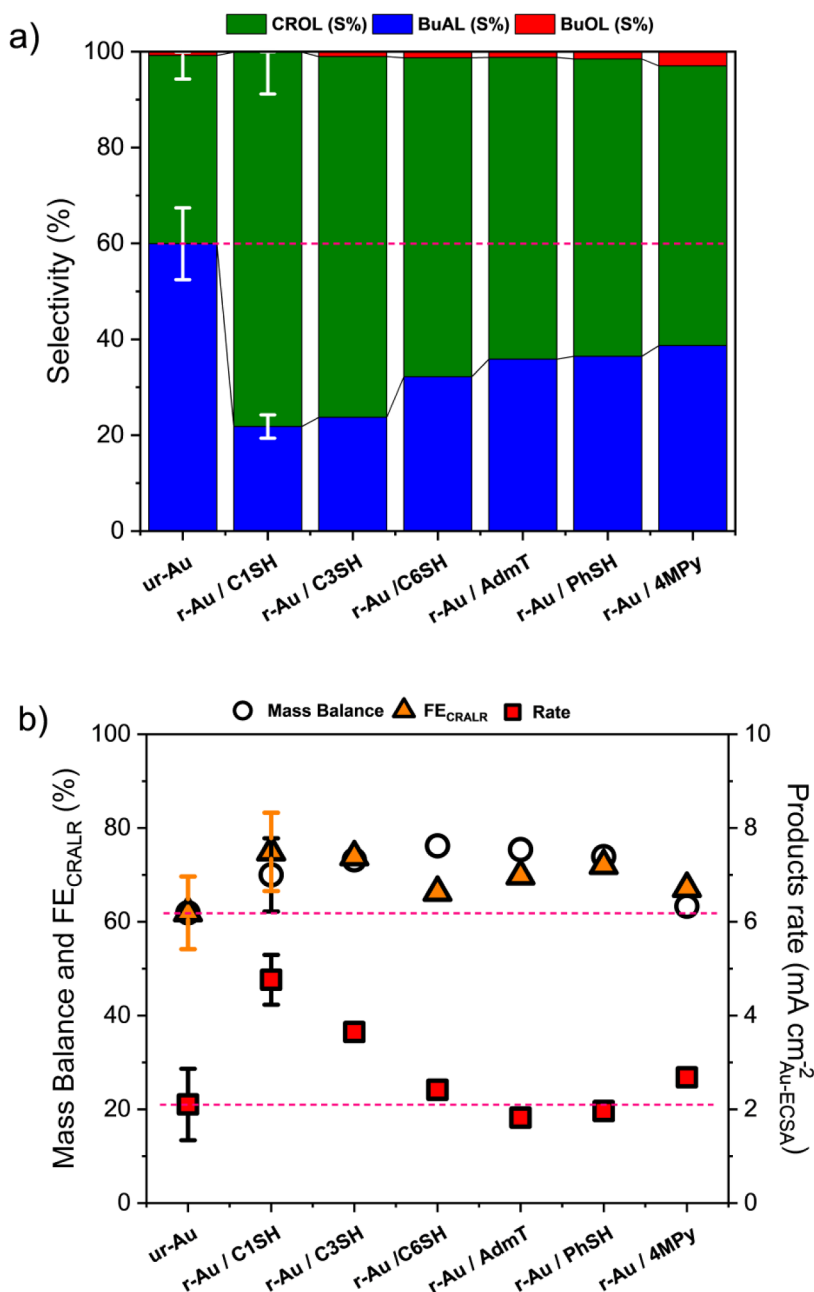 a)
CROL (S%) BuAL (S%) BuOL (S%)
Selectivity (%)
100
80
60
40
20
0
ur-Au
r-Au / C1SH
r-Au / C3SH
r-Au /C6SH
r-Au / AdmT
r-Au / PhSH
r-Au / 4MPy
b)
Mass Balance FE_CRALR Rate
Mass Balance and FE_CRALR (%)
100
80
60
40
20
0
Products rate (mA cm⁻²_Au-ECSA)
10
8
6
4
2
0
ur-Au
r-Au / C1SH
r-Au / C3SH
r-Au /C6SH
r-Au / AdmT
r-Au / PhSH
r-Au / 4MPy